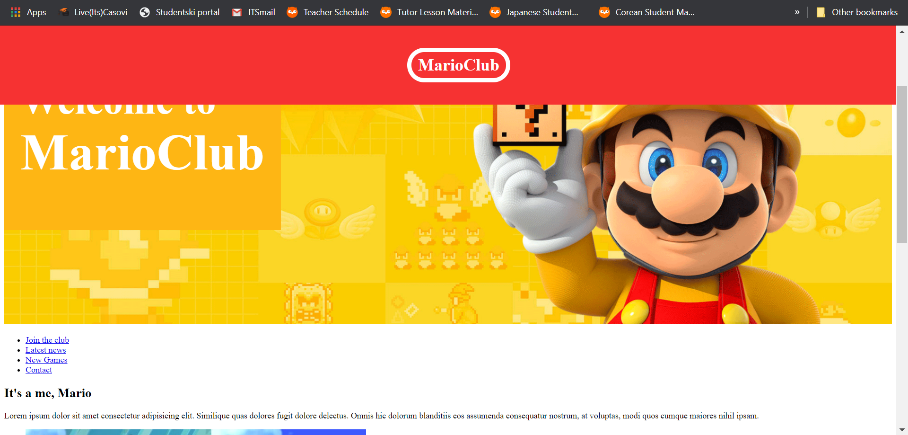 Apps Live(Its)Casovi Studentski portal ITSmail Teacher Schedule Tutor Lesson Materi... Japanese Student... Corean Student Ma... » Other bookmarks
MarioClub
Welcome to
MarioClub
Join the club
Latest news
New Games
Contact
It's a me, Mario
Lorem ipsum dolor sit amet consectetur adipisicing elit. Similique quas dolores fugit dolore delectus. Omnis hic dolorum blanditiis eos assumenda consequatur nostrum, at voluptas, modi quos cumque maiores nihil ipsam.